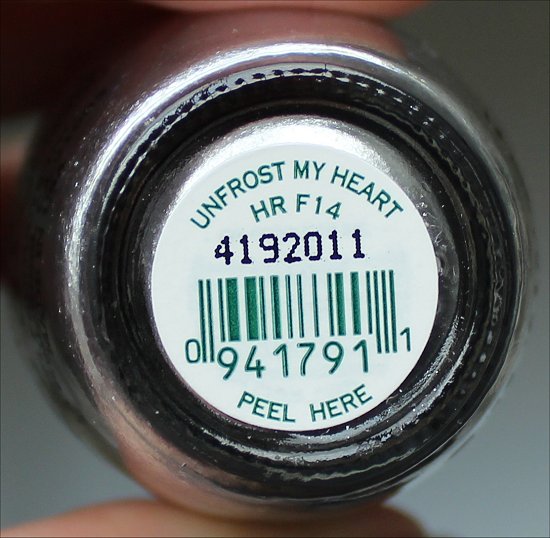 UNFROST MY HEART
HR F14
4192011
0 941791 1
PEEL HERE